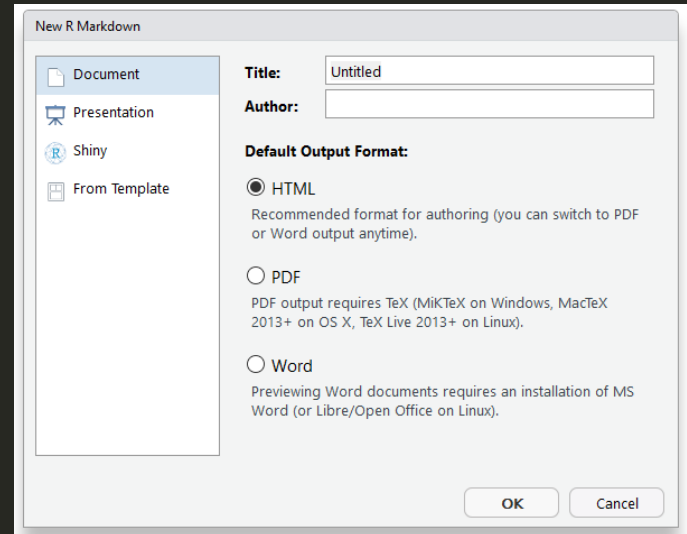 New R Markdown
Document
Presentation
R Shiny
From Template
Title: Untitled
Author:
Default Output Format:
HTML
Recommended format for authoring (you can switch to PDF
or Word output anytime).
PDF
PDF output requires TeX (MiKTeX on Windows, MacTeX
2013+ on OS X, TeX Live 2013+ on Linux).
Word
Previewing Word documents requires an installation of MS
Word (or Libre/Open Office on Linux).
OK Cancel